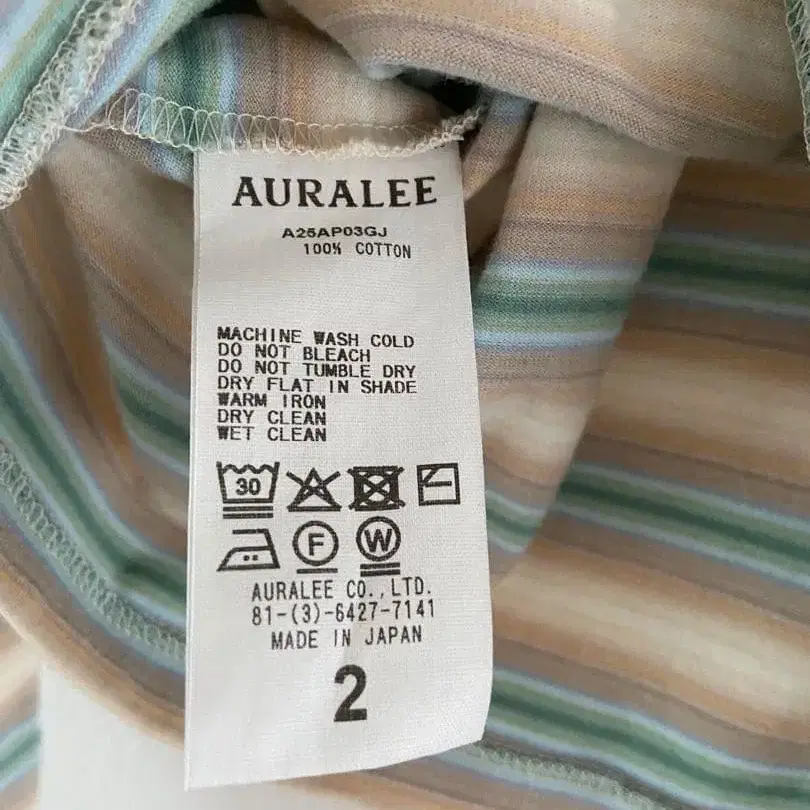 AURALEE
A25AP03GJ
100% COTTON
MACHINE WASH COLD
DO NOT BLEACH
DO NOT TUMBLE DRY
DRY FLAT IN SHADE
WARM IRON
DRY CLEAN
WET CLEAN
30
F W
AURALEE CO.,LTD.
81-(3)-6427-7141
MADE IN JAPAN
2